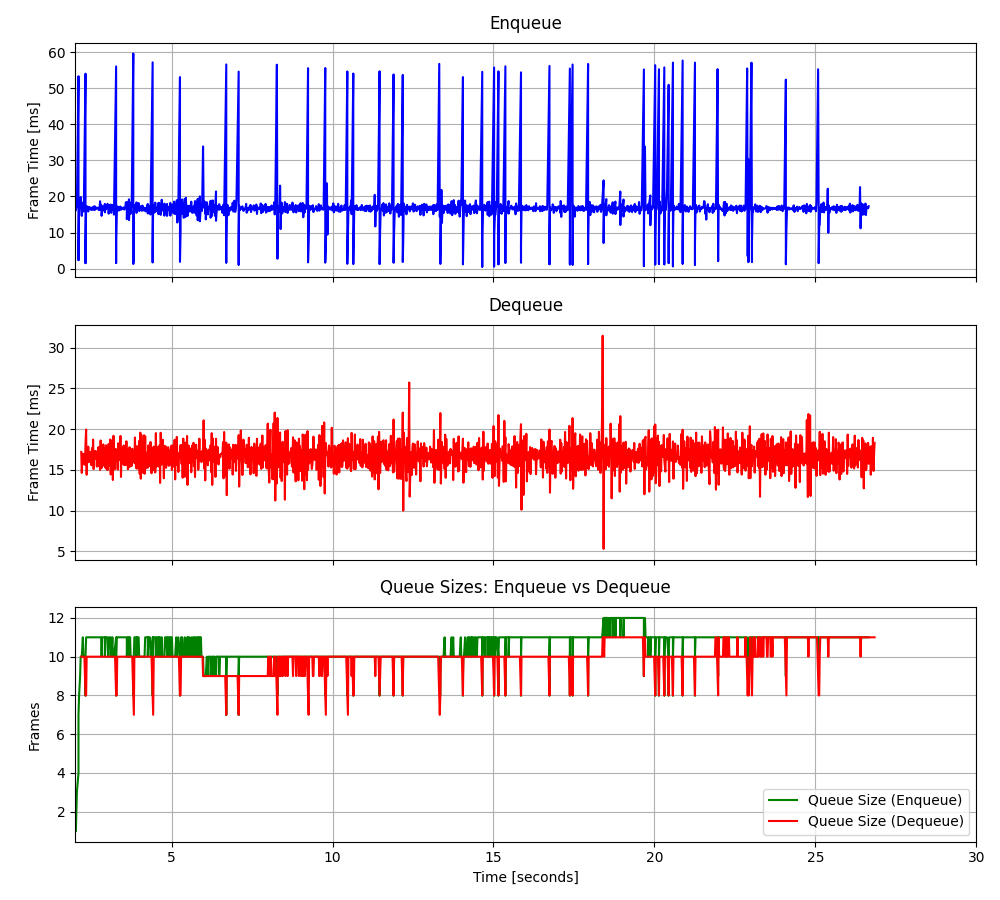 Enqueue
Frame Time [ms]
60
50
40
30
20
10
0
Dequeue
Frame Time [ms]
30
25
20
15
10
5
Queue Sizes: Enqueue vs Dequeue
Frames
12
10
8
6
4
2
Queue Size (Enqueue)
Queue Size (Dequeue)
5 10 15 20 25 30
Time [seconds]